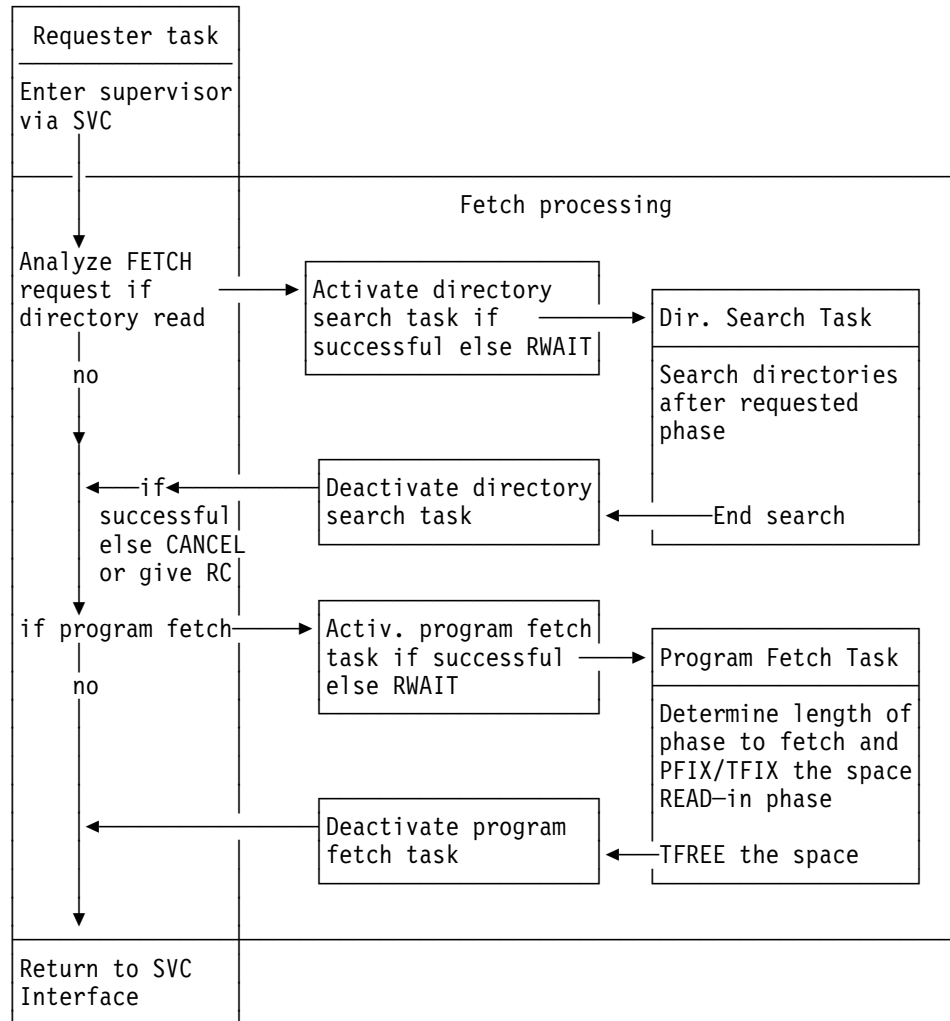 Requester task
Enter supervisor
via SVC
Fetch processing
Analyze FETCH
request if
directory read
Activate directory
search task if
successful else RWAIT
Dir. Search Task
no
Search directories
after requested
phase
if
successful
else CANCEL
or give RC
Deactivate directory
search task
End search
if program fetch
Activ. program fetch
task if successful
else RWAIT
Program Fetch Task
no
Determine length of
phase to fetch and
PFIX/TFIX the space
READ—in phase
Deactivate program
fetch task
TFREE the space
Return to SVC
Interface